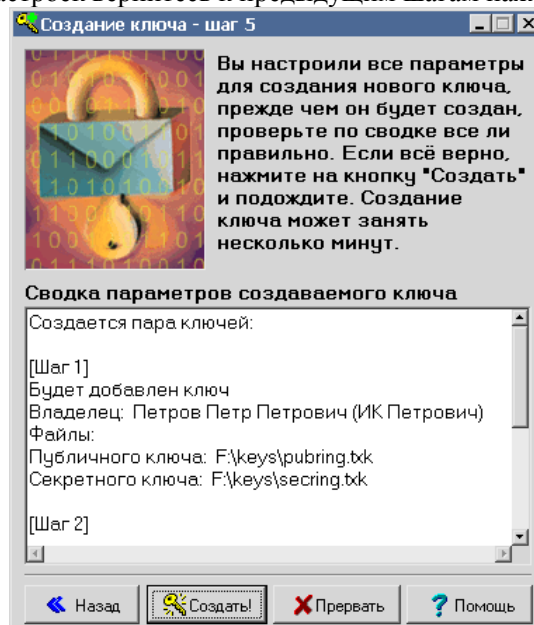 вернитесь к предыдущим шагам
Создание ключа - шаг 5
Вы настроили все параметры
для создания нового ключа,
прежде чем он будет создан,
проверьте по сводке все ли
правильно. Если всё верно,
нажмите на кнопку "Создать"
и подождите. Создание
ключа может занять
несколько минут.
Сводка параметров создаваемого ключа
Создается пара ключей:
[Шаг 1]
Будет добавлен ключ
Владелец: Петров Петр Петрович (ИК Петрович)
Файлы:
Публичного ключа: F:\keys\pubring.txk
Секретного ключа: F:\keys\secring.txk
[Шаг 2]
Назад Создать! Прервать Помощь